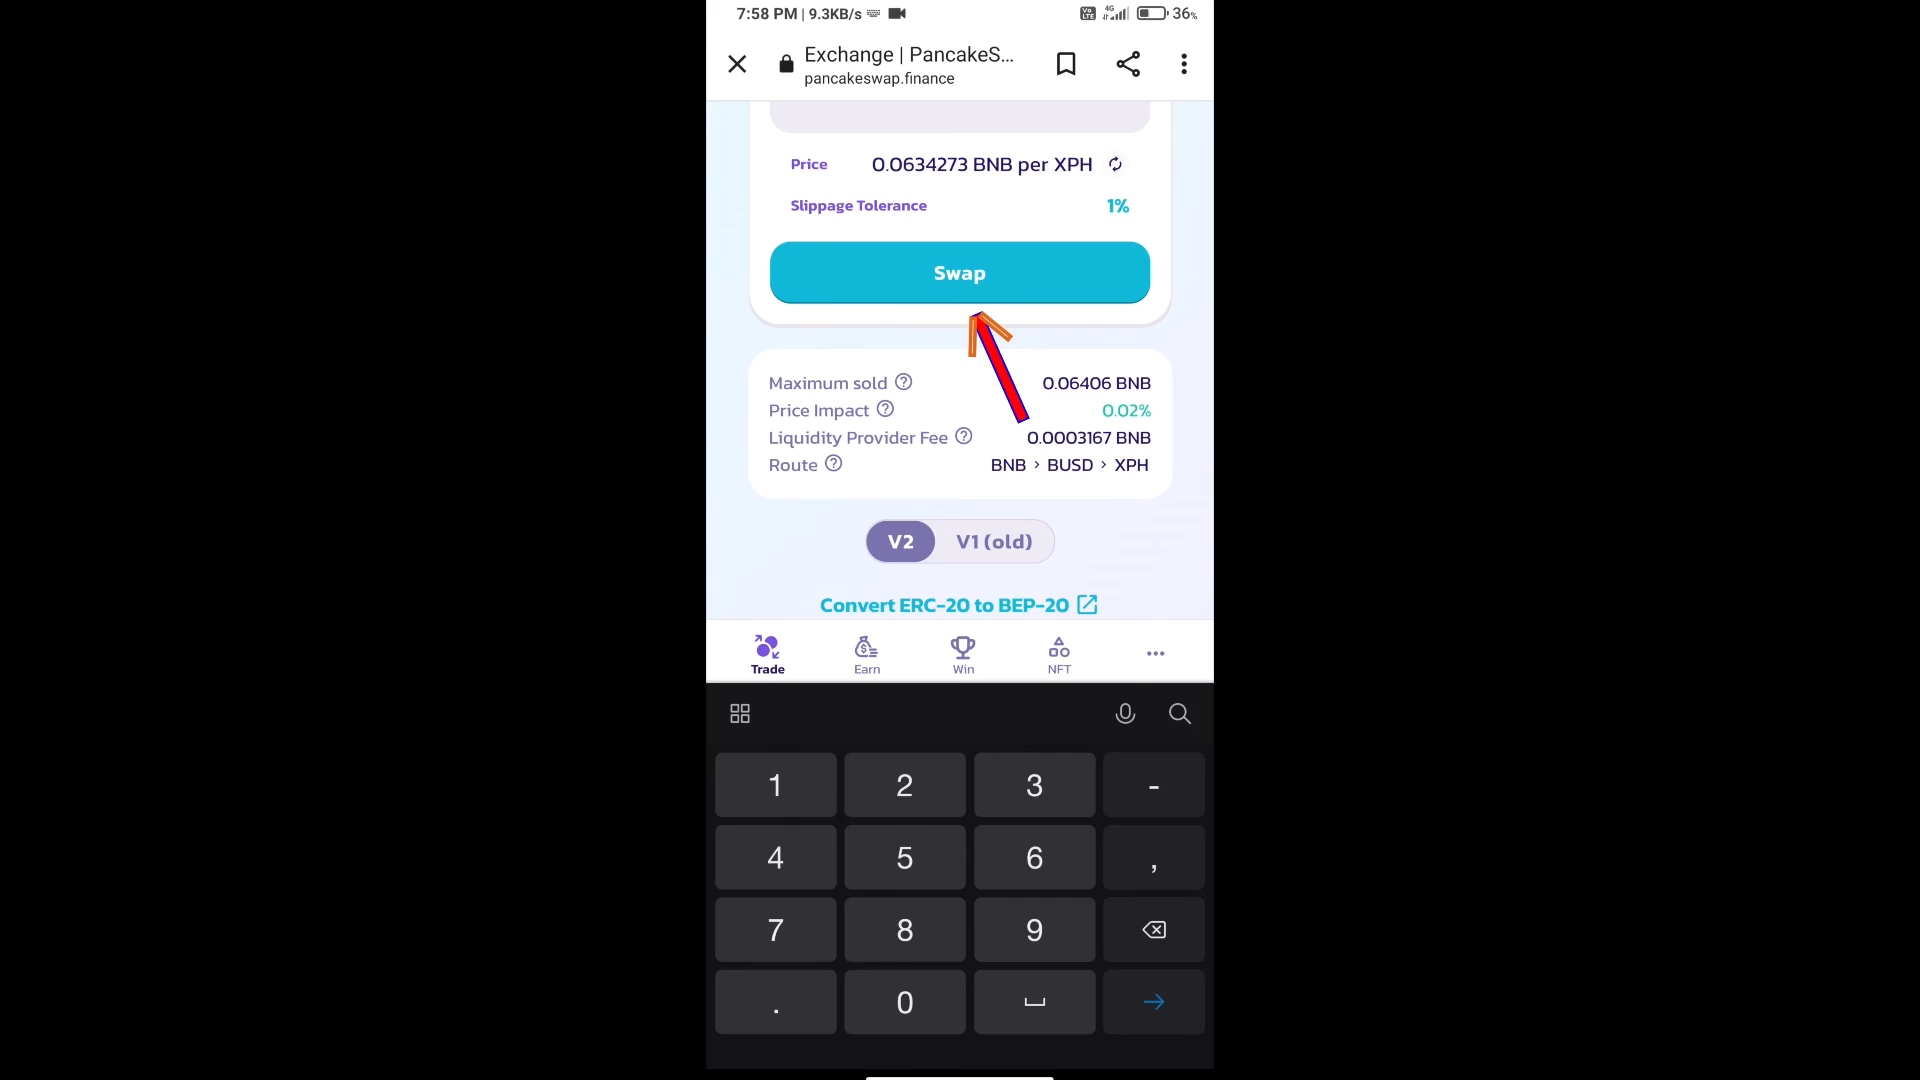 7:58 PM | 9.3KB/s Vo LTE 4G 36%
Exchange | PancakeS...
pancakeswap.finance
Price 0.0634273 BNB per XPH
Slippage Tolerance 1%
Swap
Maximum sold ? 0.06406 BNB
Price Impact ? 0.02%
Liquidity Provider Fee ? 0.0003167 BNB
Route ? BNB > BUSD > XPH
V2 V1 (old)
Convert ERC-20 to BEP-20
Trade Earn Win NFT ...
1 2 3 -
4 5 6 ,
7 8 9
. 0